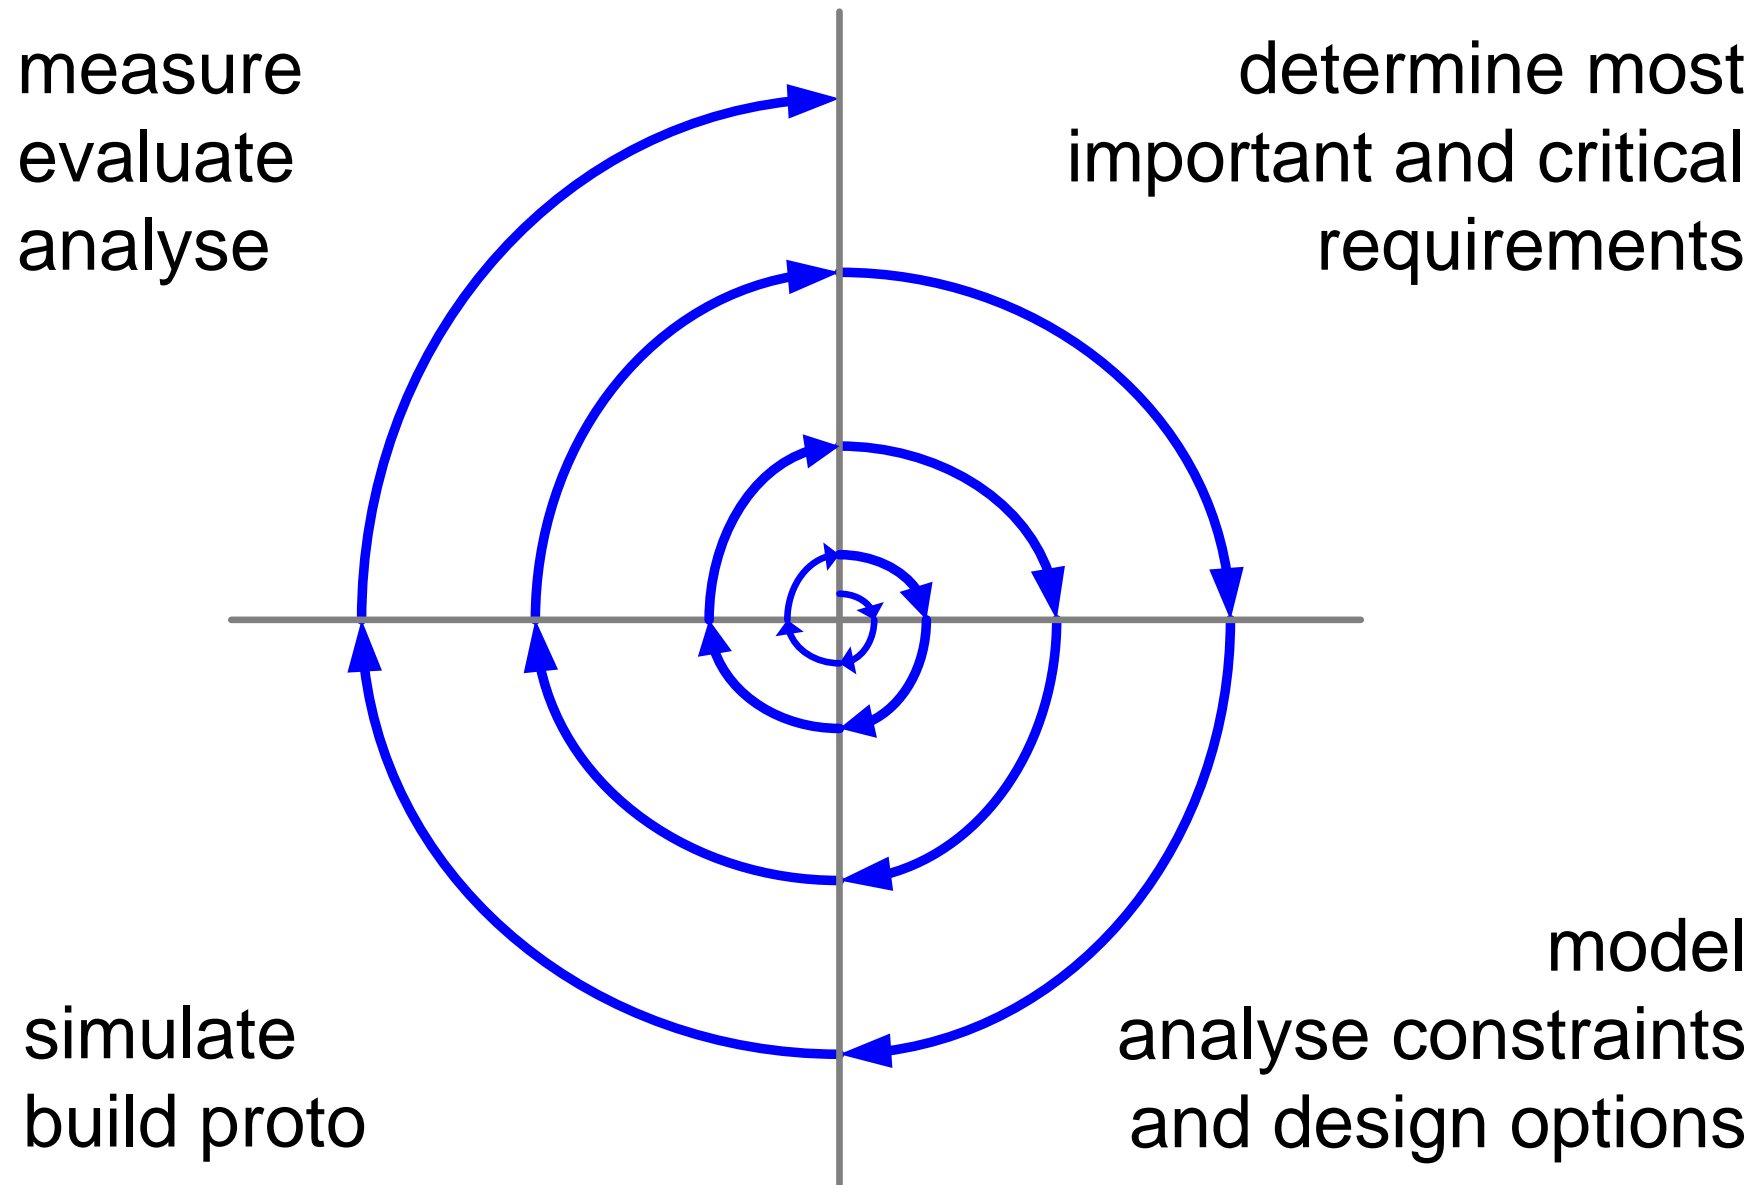 measure
evaluate
analyse
determine most
important and critical
requirements
simulate
build proto
model
analyse constraints
and design options